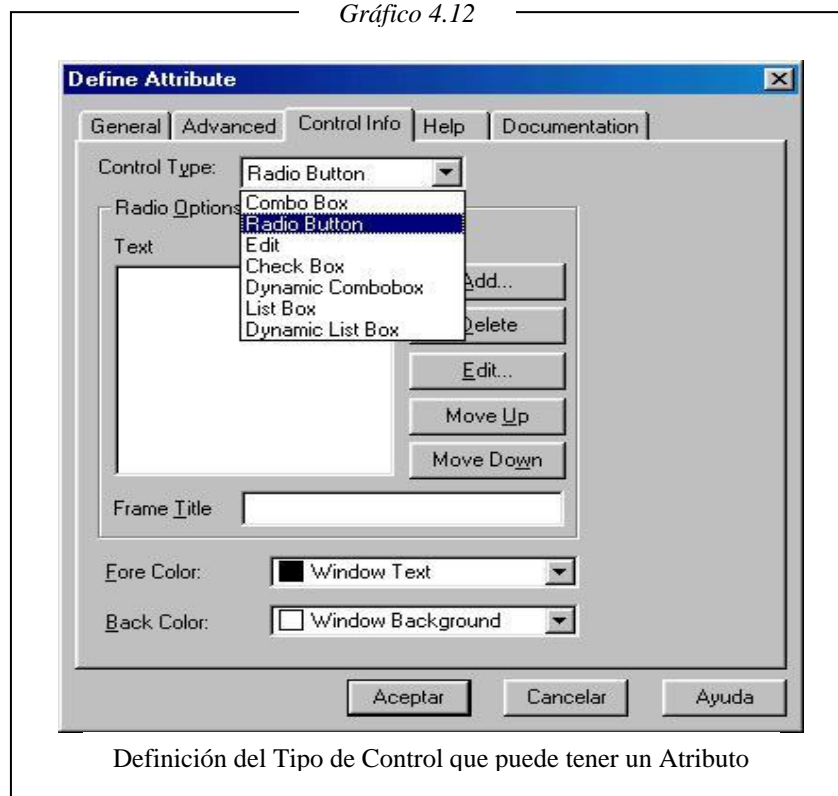 Gráfico 4.12
Define Attribute
General Advanced Control Info Help Documentation
Control Type: Radio Button
Combo Box
Radio Button
Edit
Check Box
Dynamic Combobox
List Box
Dynamic List Box
Radio Options
Text
Add...
Delete
Edit...
Move Up
Move Down
Frame Title
Fore Color: Window Text
Back Color: Window Background
Aceptar Cancelar Ayuda
Definición del Tipo de Control que puede tener un Atributo